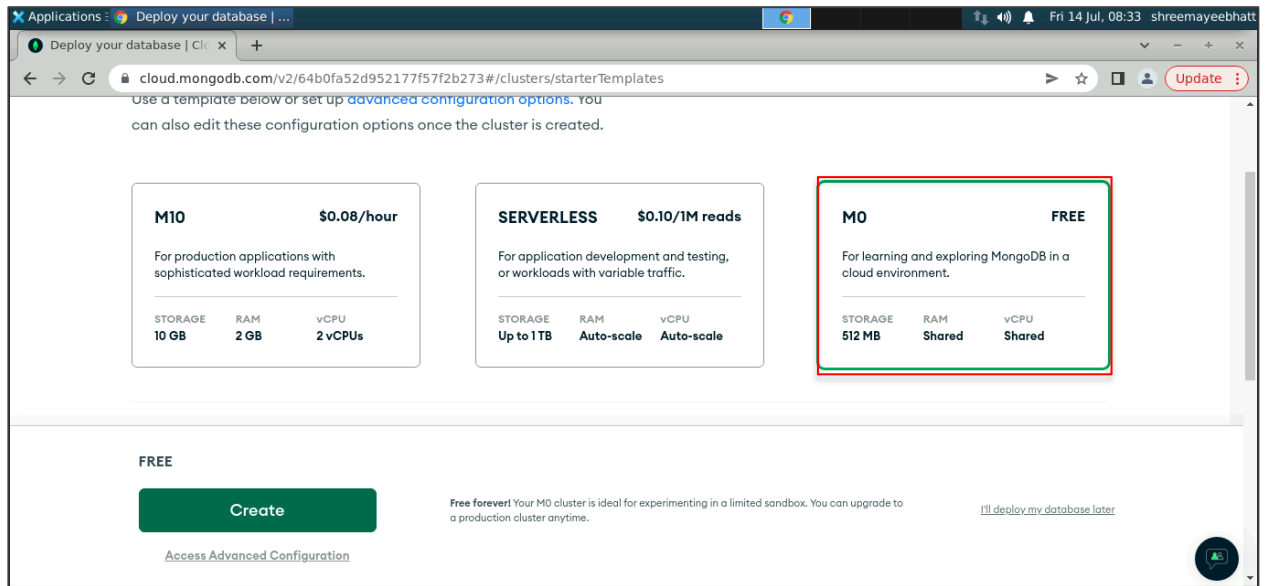 Applications
Deploy your database | ...
Fri 14 Jul, 08:33 shreemayeebhatt
Deploy your database | Clo
cloud.mongodb.com/v2/64b0fa52d952177f57f2b273#/clusters/starterTemplates
Update
Use a template below or set up advanced configuration options. You
can also edit these configuration options once the cluster is created.
M10 $0.08/hour
For production applications with
sophisticated workload requirements.
STORAGE RAM vCPU
10 GB 2 GB 2 vCPUs
SERVERLESS $0.10/1M reads
For application development and testing,
or workloads with variable traffic.
STORAGE RAM vCPU
Up to 1 TB Auto-scale Auto-scale
M0 FREE
For learning and exploring MongoDB in a
cloud environment.
STORAGE RAM vCPU
512 MB Shared Shared
FREE
Create
Access Advanced Configuration
Free forever! Your M0 cluster is ideal for experimenting in a limited sandbox. You can upgrade to
a production cluster anytime.
I'll deploy my database later